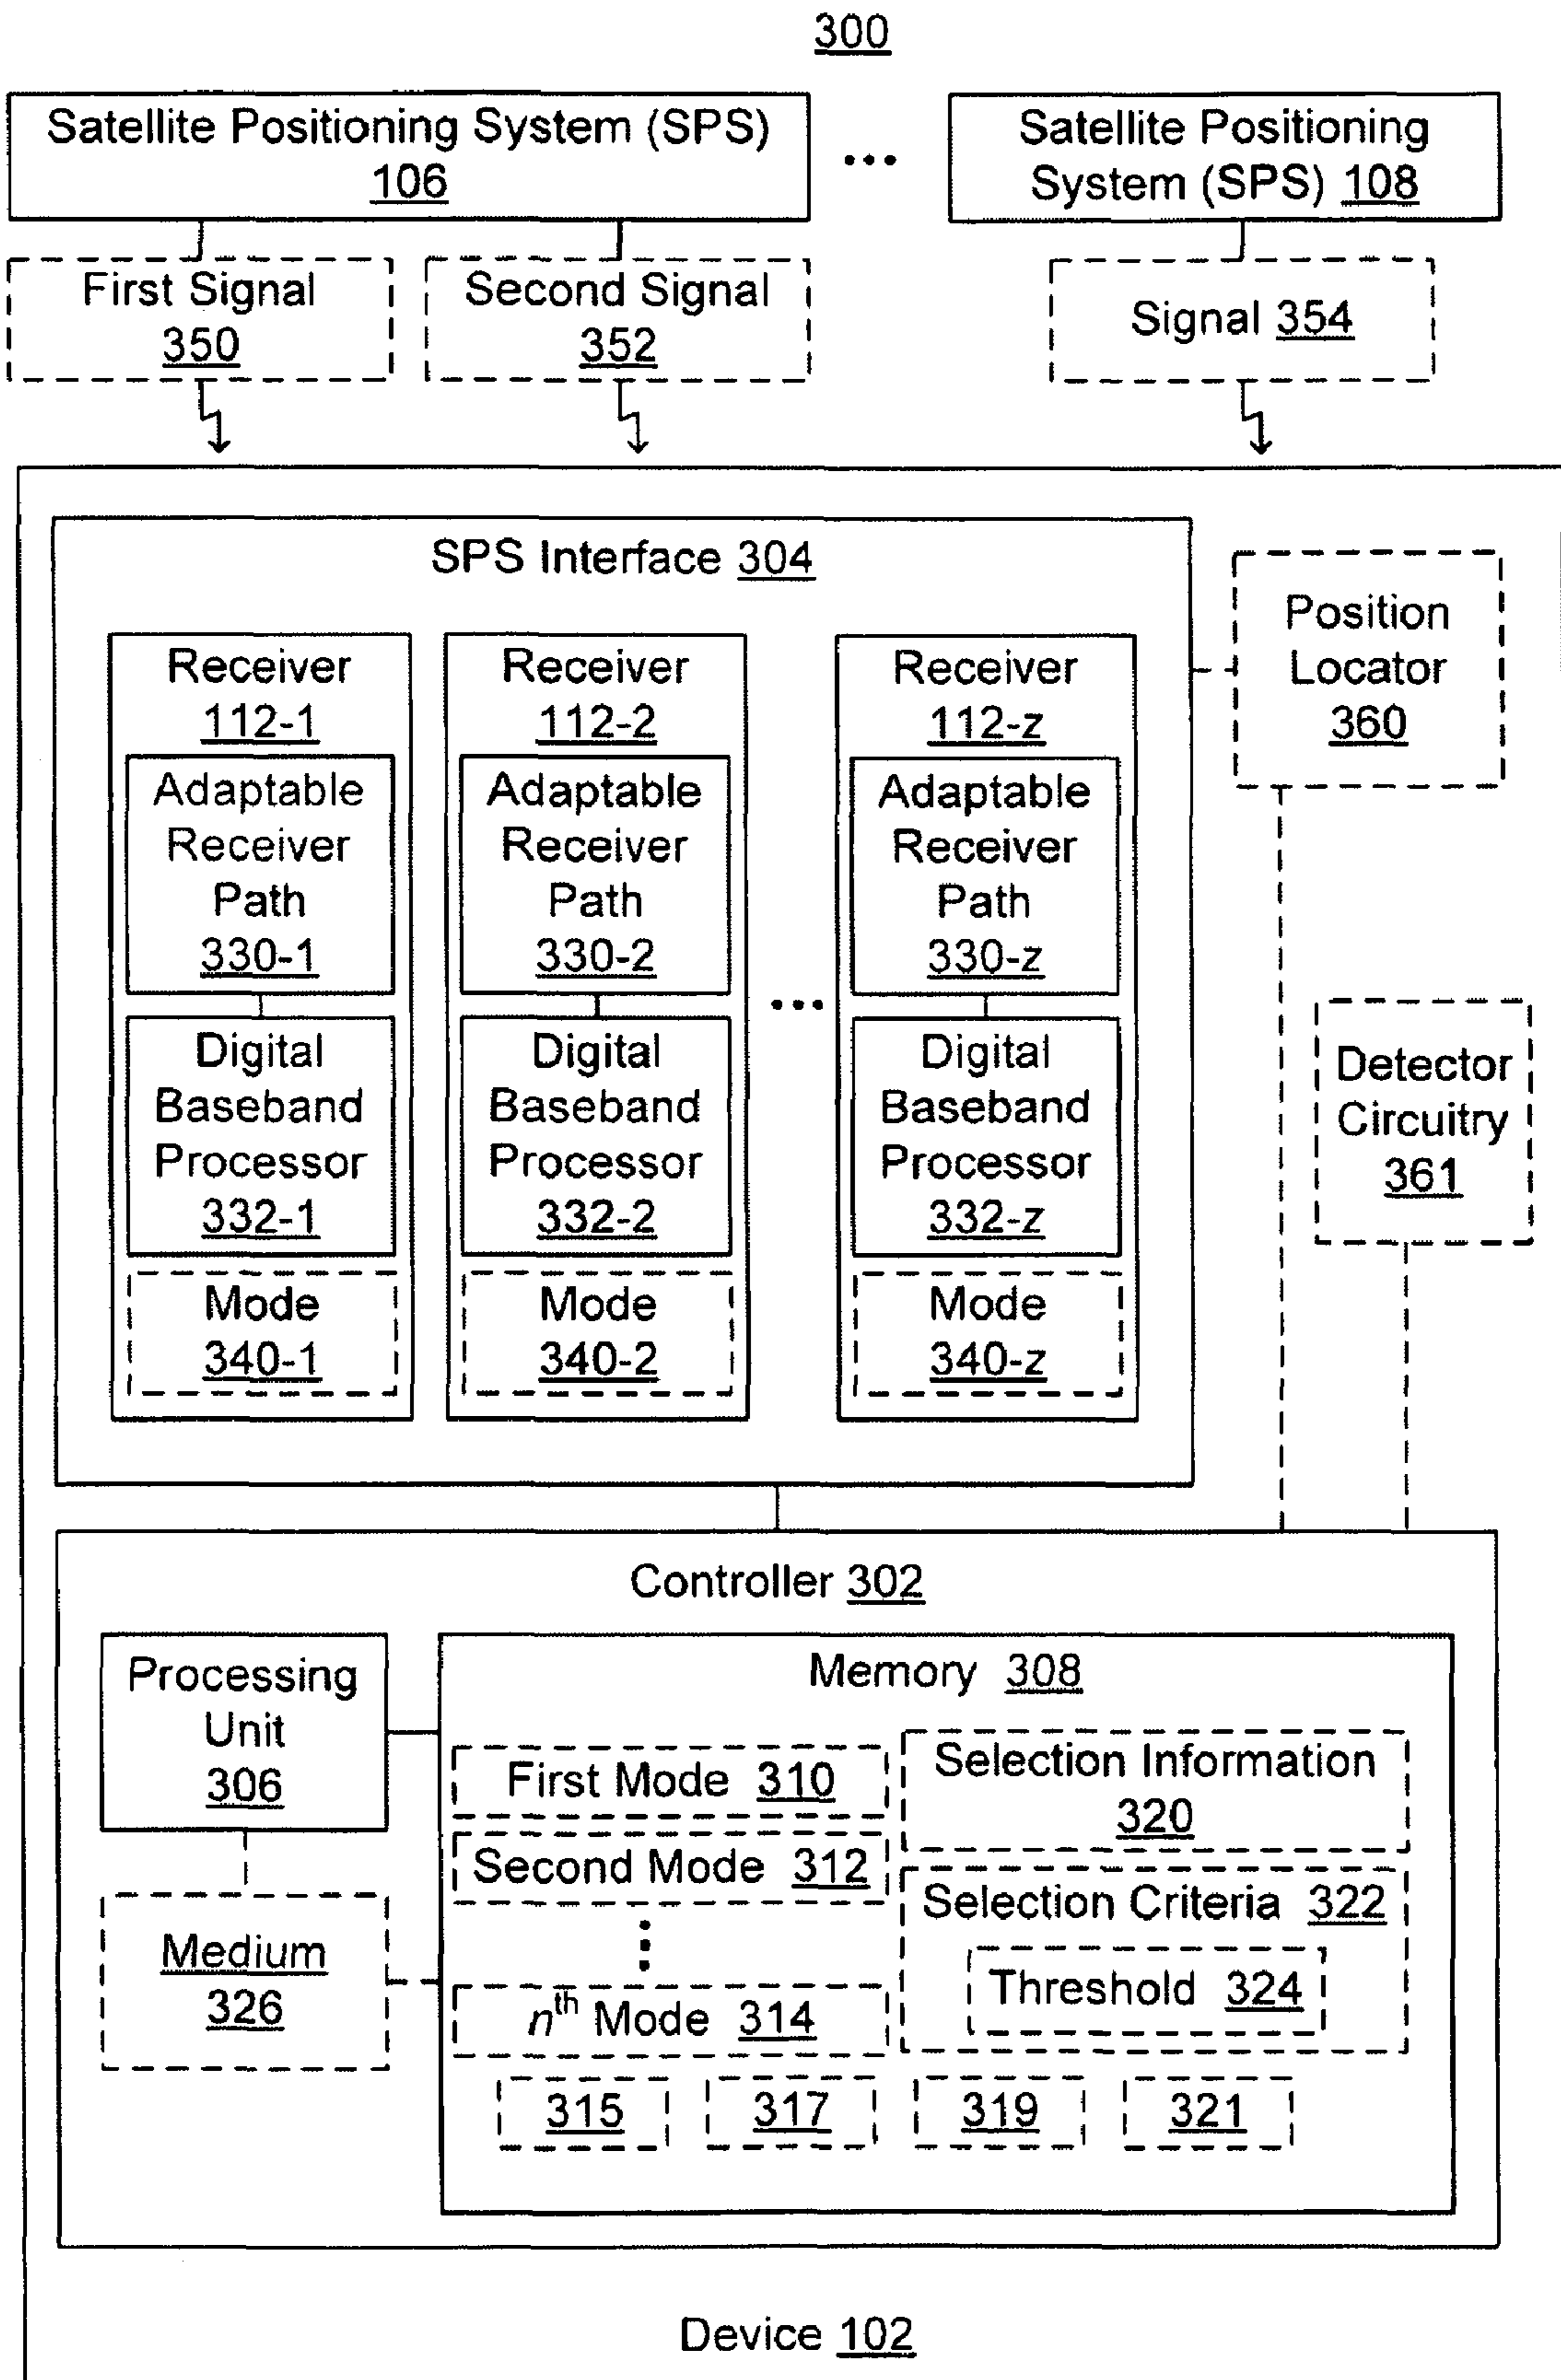 300
Satellite Positioning System (SPS)
106
...
Satellite Positioning
System (SPS) 108
First Signal
350
Second Signal
352
Signal 354
SPS Interface 304
Receiver
112-1
Adaptable
Receiver
Path
330-1
Digital
Baseband
Processor
332-1
Mode
340-1
Receiver
112-2
Adaptable
Receiver
Path
330-2
Digital
Baseband
Processor
332-2
Mode
340-2
...
Receiver
112-z
Adaptable
Receiver
Path
330-z
Digital
Baseband
Processor
332-z
Mode
340-z
Position
Locator
360
Detector
Circuitry
361
Controller 302
Processing
Unit
306
Medium
326
Memory 308
First Mode 310
Second Mode 312
nth Mode 314
Selection Information
320
Selection Criteria 322
Threshold 324
315
317
319
321
Device 102